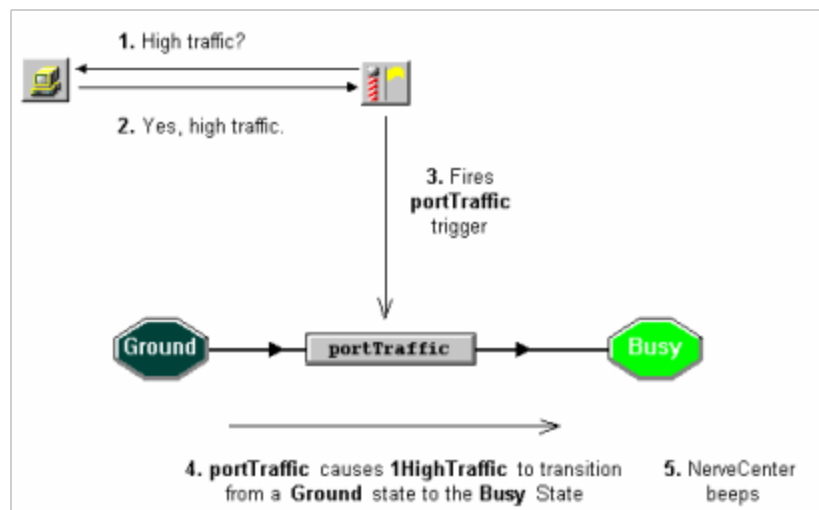 1. High traffic?
2. Yes, high traffic.
3. Fires
portTraffic
trigger
Ground
portTraffic
Busy
4. portTraffic causes 1HighTraffic to transition
from a Ground state to the Busy State
5. NerveCenter
beeps